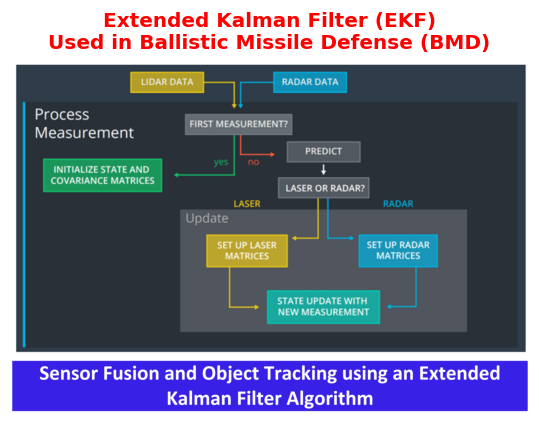 Extended Kalman Filter (EKF)
Used in Ballistic Missile Defense (BMD)
LIDAR DATA
RADAR DATA
Process
Measurement
FIRST MEASUREMENT?
yes
no
PREDICT
INITIALIZE STATE AND
COVARIANCE MATRICES
LASER OR RADAR?
LASER
RADAR
Update
SET UP LASER
MATRICES
SET UP RADAR
MATRICES
STATE UPDATE WITH
NEW MEASUREMENT
Sensor Fusion and Object Tracking using an Extended
Kalman Filter Algorithm